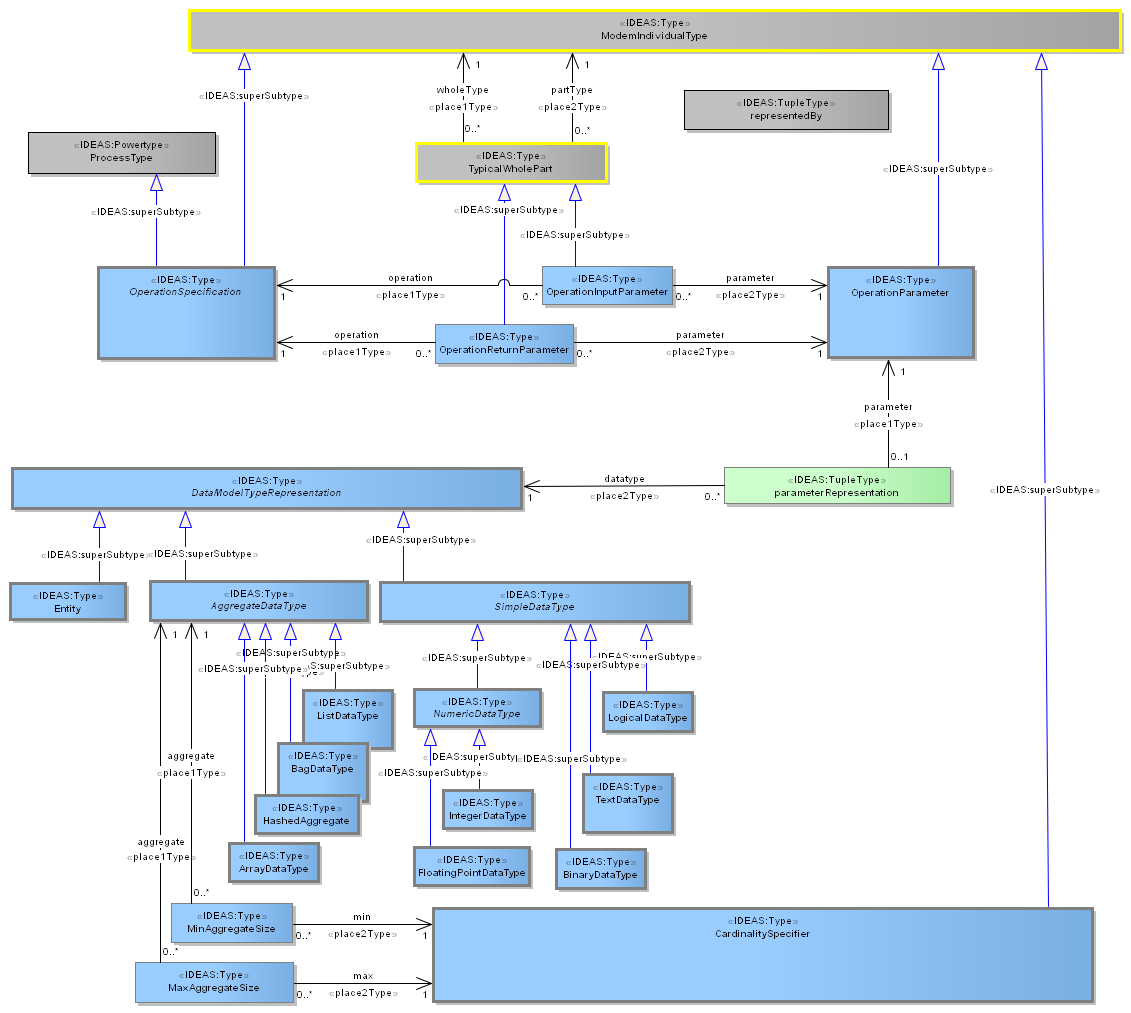 «IDEAS:Type»
ModemIndividualType
1
1
wholeType
«place1Type»
0..*
partType
«place2Type»
0..*
«IDEAS:superSubtype»
«IDEAS:TupleType»
representedBy
«IDEAS:Powertype»
ProcessType
«IDEAS:Type»
TypicalWholePart
«IDEAS:superSubtype»
«IDEAS:superSubtype»
«IDEAS:superSubtype»
«IDEAS:superSubtype»
«IDEAS:Type»
OperationSpecification
operation
«place1Type»
1
0..*
«IDEAS:Type»
OperationInputParameter
parameter
«place2Type»
0..*
1
«IDEAS:Type»
OperationParameter
operation
«place1Type»
1
0..*
«IDEAS:Type»
OperationReturnParameter
parameter
«place2Type»
0..*
1
1
parameter
«place1Type»
0..1
«IDEAS:Type»
DataModelTypeRepresentation
datatype
«place2Type»
1
0..*
«IDEAS:TupleType»
parameterRepresentation
«IDEAS:superSubtype»
«IDEAS:superSubtype»
«IDEAS:superSubtype»
«IDEAS:superSubtype»
«IDEAS:Type»
Entity
«IDEAS:Type»
AggregateDataType
«IDEAS:Type»
SimpleDataType
1
1
«IDEAS:superSubtype»
«IDEAS:superSubtype»
«IDEAS:superSubtype»
«IDEAS:superSubtype»
«IDEAS:superSubtype»
«IDEAS:Type»
ListDataType
«IDEAS:Type»
NumericDataType
«IDEAS:Type»
LogicalDataType
aggregate
«place1Type»
«IDEAS:Type»
BagDataType
«IDEAS:superSubtype»
«IDEAS:superSubtype»
«IDEAS:Type»
HashedAggregate
«IDEAS:Type»
IntegerDataType
«IDEAS:Type»
TextDataType
aggregate
«place1Type»
«IDEAS:Type»
ArrayDataType
«IDEAS:Type»
FloatingPointDataType
«IDEAS:Type»
BinaryDataType
0..*
«IDEAS:Type»
MinAggregateSize
min
«place2Type»
0..*
1
«IDEAS:Type»
CardinalitySpecifier
0..*
«IDEAS:Type»
MaxAggregateSize
max
«place2Type»
0..*
1